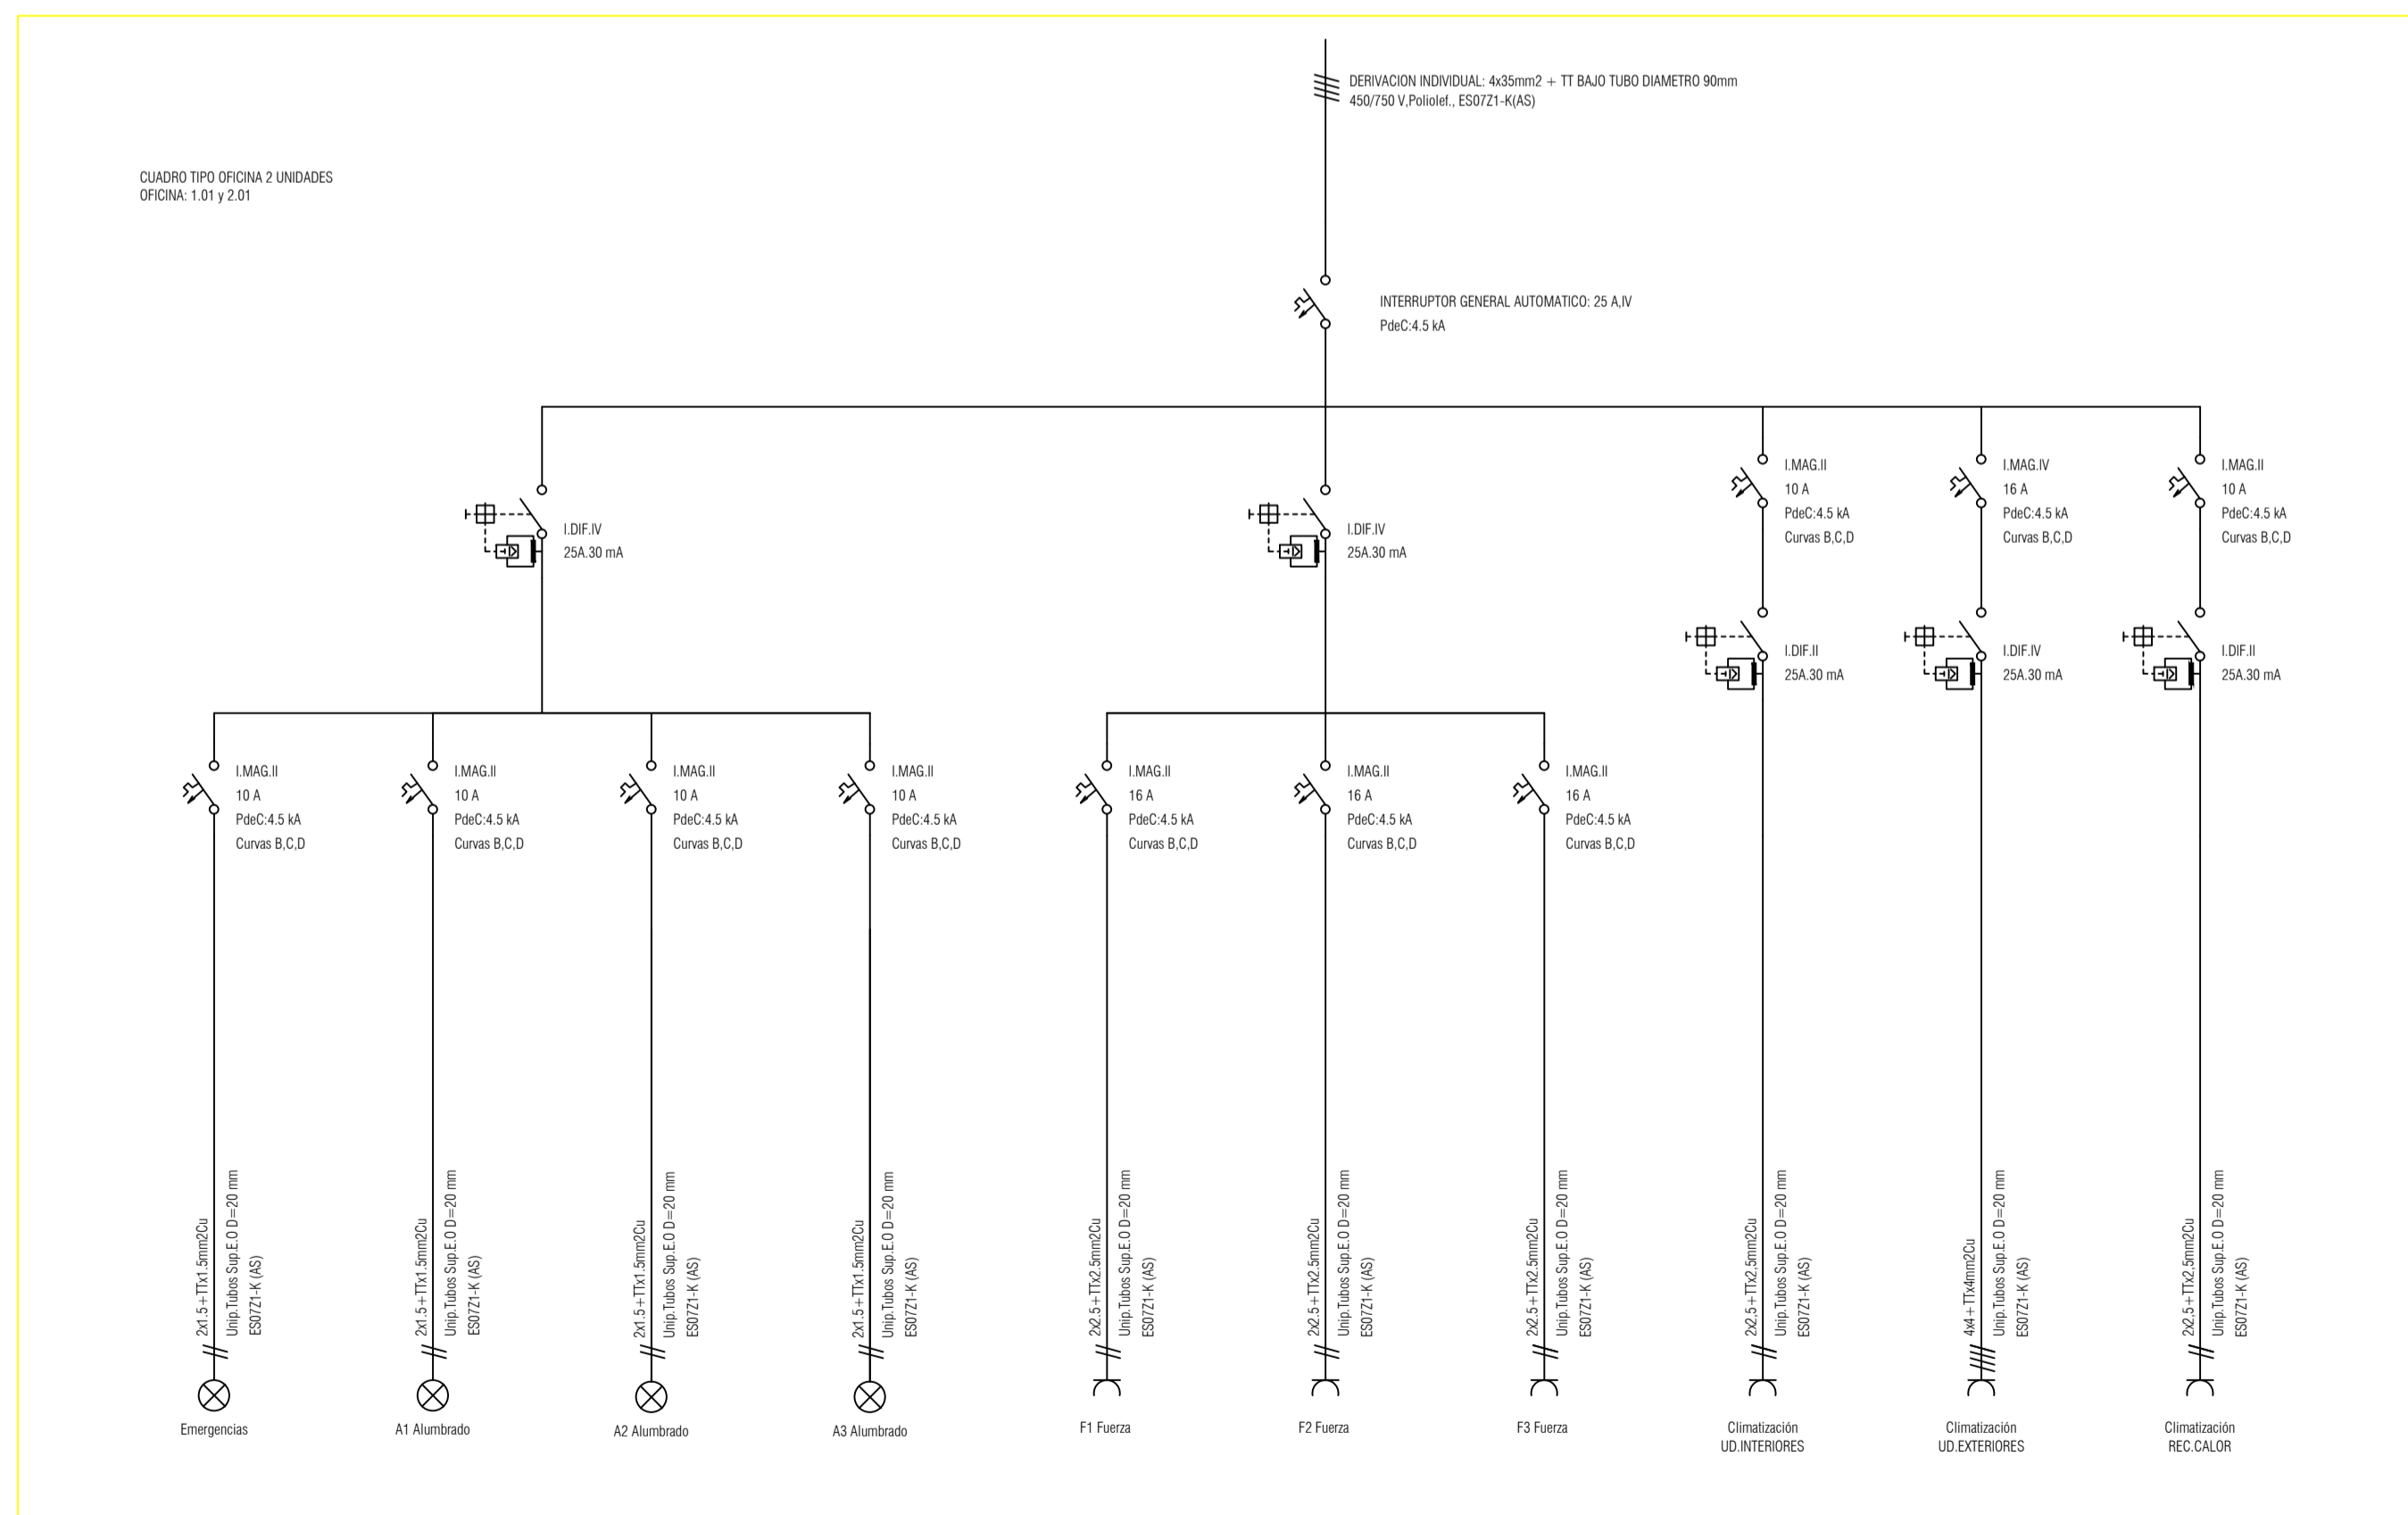 DERIVACION INDIVIDUAL: 4x35mm2 + TT BAJO TUBO DIAMETRO 90mm
450/750 V,Poliolef., ES07Z1-K(AS)
CUADRO TIPO OFICINA 2 UNIDADES
OFICINA: 1.01 y 2.01
INTERRUPTOR GENERAL AUTOMATICO: 25 A,IV
PdeC:4.5 kA
I.DIF.IV
25A.30 mA
I.DIF.IV
25A.30 mA
I.MAG.II
10 A
PdeC:4.5 kA
Curvas B,C,D
I.MAG.IV
16 A
PdeC:4.5 kA
Curvas B,C,D
I.MAG.II
10 A
PdeC:4.5 kA
Curvas B,C,D
I.DIF.II
25A.30 mA
I.DIF.IV
25A.30 mA
I.DIF.II
25A.30 mA
I.MAG.II
10 A
PdeC:4.5 kA
Curvas B,C,D
I.MAG.II
10 A
PdeC:4.5 kA
Curvas B,C,D
I.MAG.II
10 A
PdeC:4.5 kA
Curvas B,C,D
I.MAG.II
10 A
PdeC:4.5 kA
Curvas B,C,D
I.MAG.II
16 A
PdeC:4.5 kA
Curvas B,C,D
I.MAG.II
16 A
PdeC:4.5 kA
Curvas B,C,D
I.MAG.II
16 A
PdeC:4.5 kA
Curvas B,C,D
2x1.5+TTx1.5mm2Cu
Unip.Tubos Sup.E.O D=20 mm
ES07Z1-K (AS)
2x1.5+TTx1.5mm2Cu
Unip.Tubos Sup.E.O D=20 mm
ES07Z1-K (AS)
2x1.5+TTx1.5mm2Cu
Unip.Tubos Sup.E.O D=20 mm
ES07Z1-K (AS)
2x1.5+TTx1.5mm2Cu
Unip.Tubos Sup.E.O D=20 mm
ES07Z1-K (AS)
2x2.5+TTx2.5mm2Cu
Unip.Tubos Sup.E.O D=20 mm
ES07Z1-K (AS)
2x2.5+TTx2.5mm2Cu
Unip.Tubos Sup.E.O D=20 mm
ES07Z1-K (AS)
2x2.5+TTx2.5mm2Cu
Unip.Tubos Sup.E.O D=20 mm
ES07Z1-K (AS)
2x2,5+TTx2,5mm2Cu
Unip.Tubos Sup.E.O D=20 mm
ES07Z1-K (AS)
4x4+TTx4mm2Cu
Unip.Tubos Sup.E.O D=20 mm
ES07Z1-K (AS)
2x2,5+TTx2,5mm2Cu
Unip.Tubos Sup.E.O D=20 mm
ES07Z1-K (AS)
Emergencias
A1 Alumbrado
A2 Alumbrado
A3 Alumbrado
F1 Fuerza
F2 Fuerza
F3 Fuerza
Climatización
UD.INTERIORES
Climatización
UD.EXTERIORES
Climatización
REC.CALOR